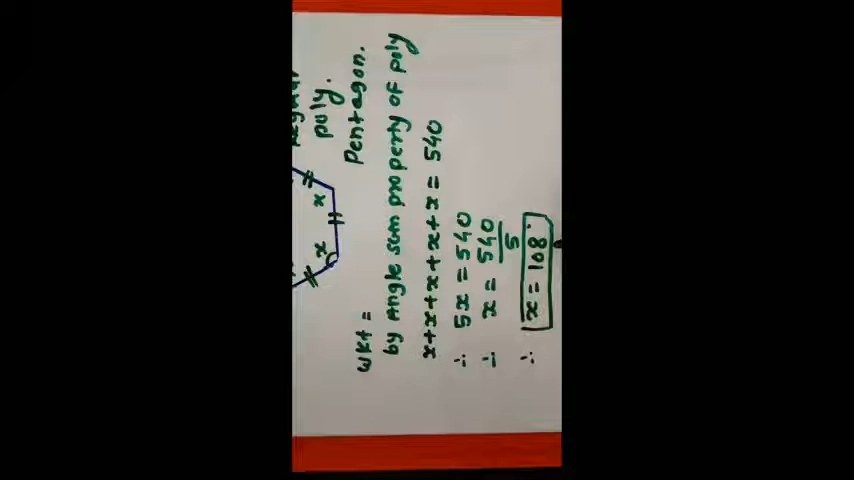 poly.
Pentagon.
x
x
wkt =
by Angle sum property of poly
x+x+x+x+x = 540
∴ 5x = 540
∴ x = 540/5
∴ x = 108°